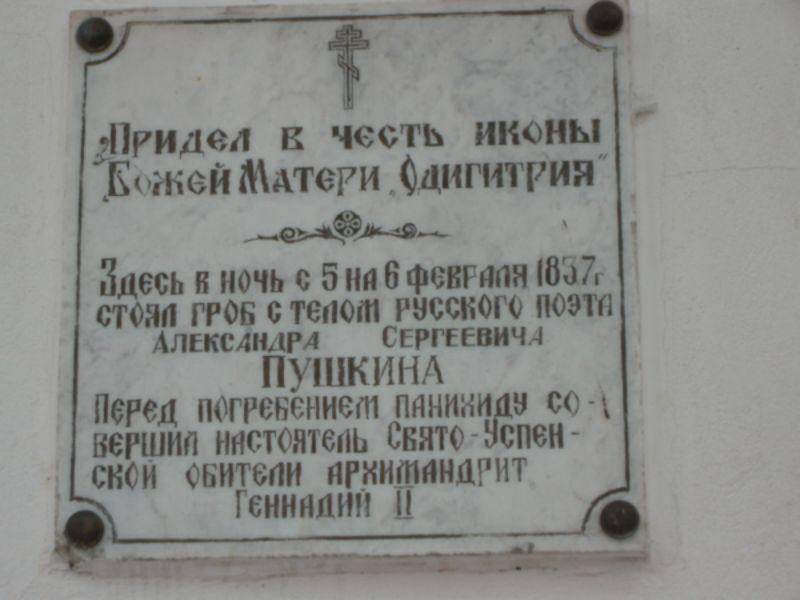 Придел в честь иконы
Божей Матери „Одигитрия"
Здесь в ночь с 5 на 6 февраля 1837г
стоял гроб с телом русского поэта
Александра Сергеевича
ПУШКИНА
Перед погребением панихиду со-
вершил настоятель Свято-Успен-
ской обители архимандрит
Геннадий II